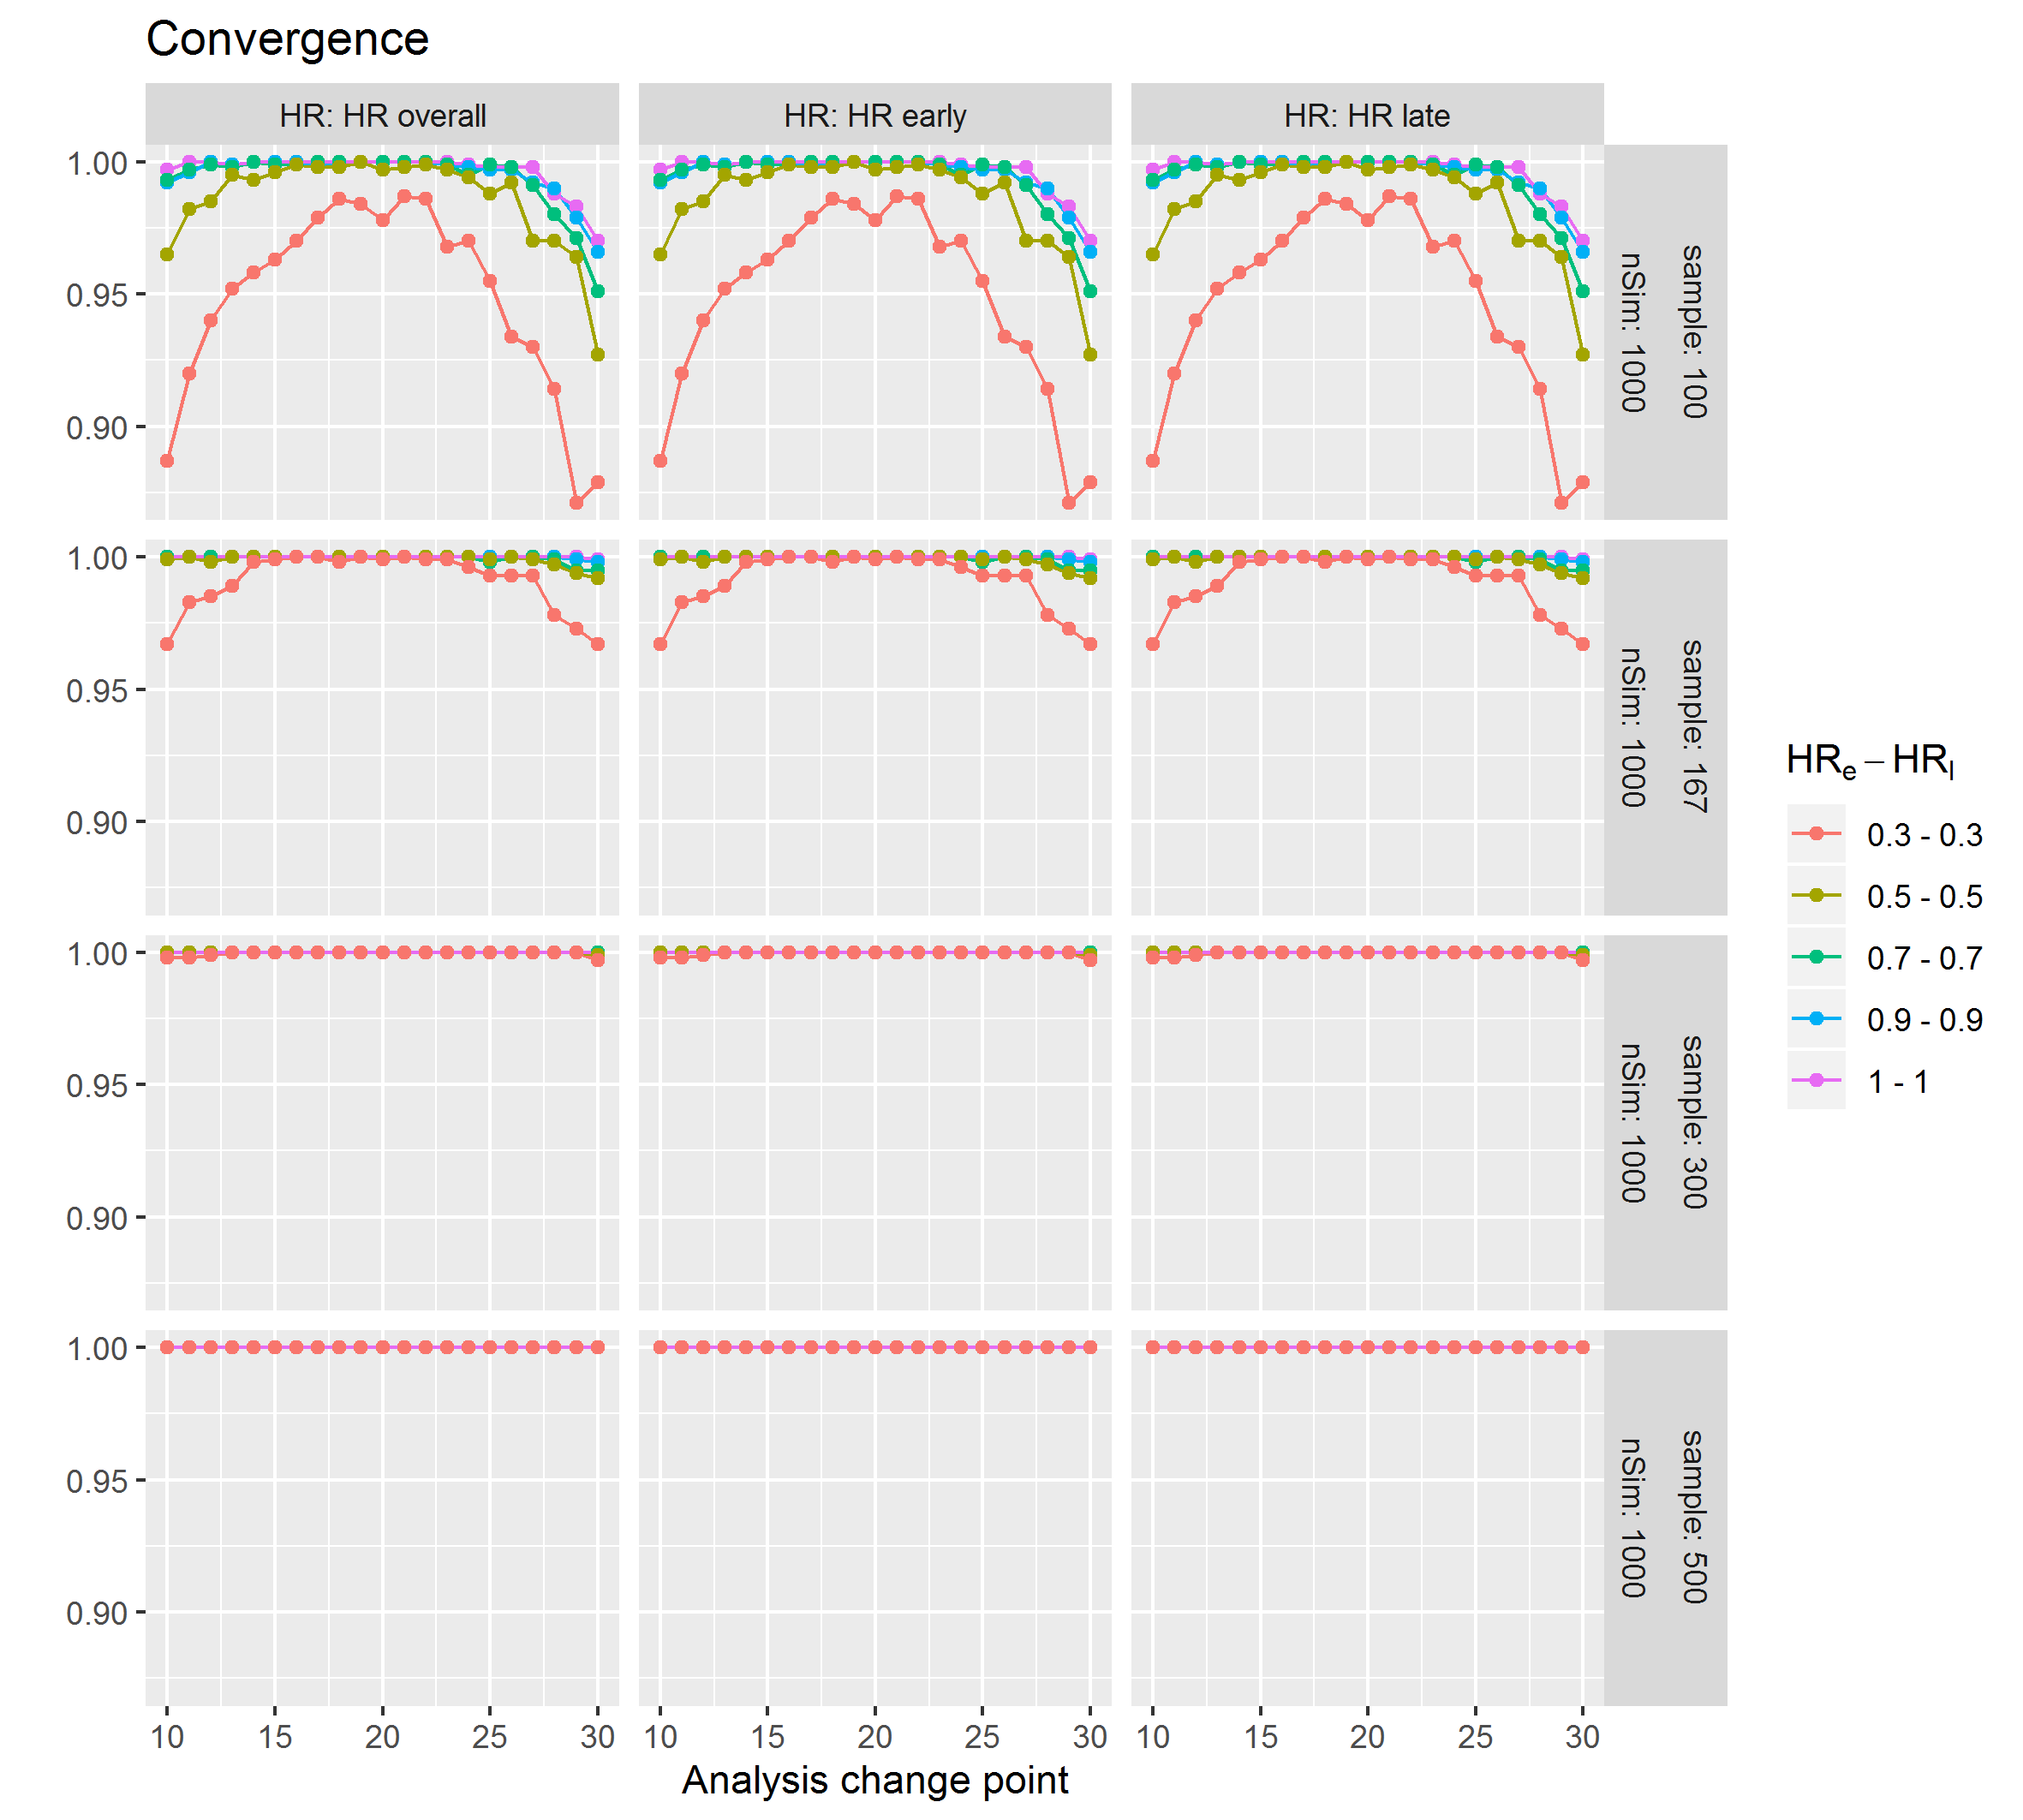 Convergence
HR: HR overall
HR: HR early
HR: HR late
1.00
0.95
0.90
sample: 100
nSim: 1000
1.00
0.95
0.90
sample: 167
nSim: 1000
1.00
0.95
0.90
sample: 300
nSim: 1000
1.00
0.95
0.90
sample: 500
nSim: 1000
10 15 20 25 30
10 15 20 25 30
10 15 20 25 30
Analysis change point
HRe – HRl
0.3 - 0.3
0.5 - 0.5
0.7 - 0.7
0.9 - 0.9
1 - 1